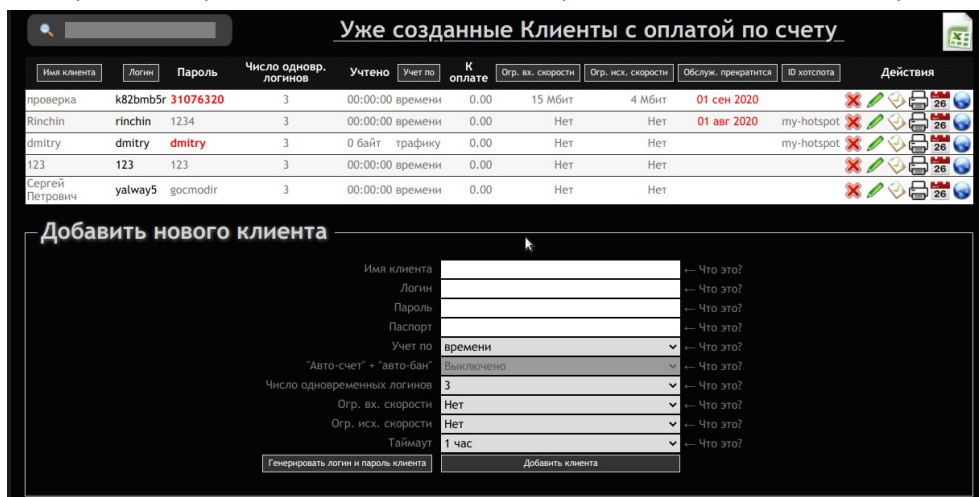 Уже созданные Клиенты с оплатой по счету
Имя клиента Логин Пароль Число одновр. логинов Учтено Учет по К оплате Огр. вх. скорости Огр. исх. скорости Обслуж. прекратится ID хотспота Действия
проверка k82bmb5r 31076320 3 00:00:00 времени 0.00 15 Мбит 4 Мбит 01 сен 2020 26
Rinchin rinchin 1234 3 00:00:00 времени 0.00 Нет Нет 01 авг 2020 my-hotspot 26
dmitry dmitry dmitry 3 0 байт трафику 0.00 Нет Нет my-hotspot 26
123 123 123 3 00:00:00 времени 0.00 Нет Нет 26
Сергей Петрович yalway5 gocmodir 3 00:00:00 времени 0.00 Нет Нет 26
Добавить нового клиента
Имя клиента ← Что это?
Логин ← Что это?
Пароль ← Что это?
Паспорт ← Что это?
Учет по времени ← Что это?
"Авто-счет" + "авто-бан" Выключено ← Что это?
Число одновременных логинов 3 ← Что это?
Огр. вх. скорости Нет ← Что это?
Огр. исх. скорости Нет ← Что это?
Таймаут 1 час ← Что это?
Генерировать логин и пароль клиента Добавить клиента